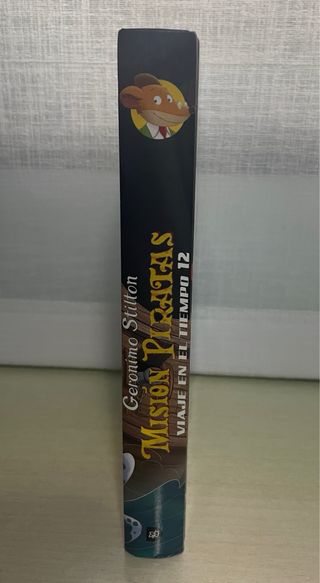 Geronimo Stilton
MISIÓN PIRATAS
VIAJE EN EL TIEMPO 12